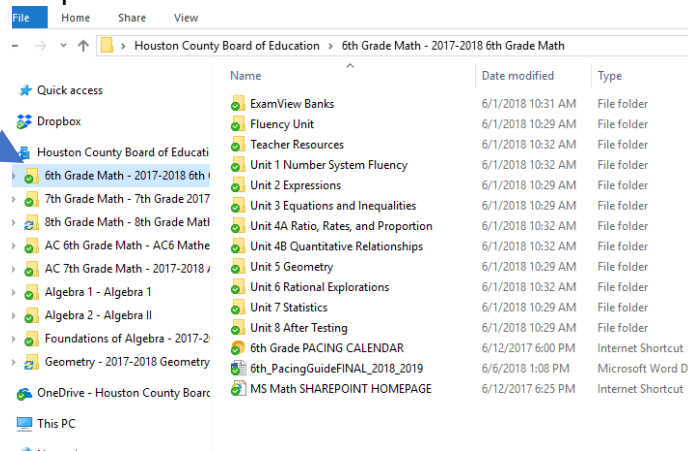 File Home Share View
Houston County Board of Education > 6th Grade Math - 2017-2018 6th Grade Math
Name Date modified Type
Quick access
Dropbox
Houston County Board of Educati
6th Grade Math - 2017-2018 6th
7th Grade Math - 7th Grade 2017
8th Grade Math - 8th Grade Math
AC 6th Grade Math - AC6 Mathe
AC 7th Grade Math - 2017-2018
Algebra 1 - Algebra 1
Algebra 2 - Algebra II
Foundations of Algebra - 2017-2
Geometry - 2017-2018 Geometry
OneDrive - Houston County Board
This PC
ExamView Banks 6/1/2018 10:31 AM File folder
Fluency Unit 6/1/2018 10:29 AM File folder
Teacher Resources 6/1/2018 10:32 AM File folder
Unit 1 Number System Fluency 6/1/2018 10:32 AM File folder
Unit 2 Expressions 6/1/2018 10:29 AM File folder
Unit 3 Equations and Inequalities 6/1/2018 10:29 AM File folder
Unit 4A Ratio, Rates, and Proportion 6/1/2018 10:32 AM File folder
Unit 4B Quantitative Relationships 6/1/2018 10:32 AM File folder
Unit 5 Geometry 6/1/2018 10:29 AM File folder
Unit 6 Rational Explorations 6/1/2018 10:32 AM File folder
Unit 7 Statistics 6/1/2018 10:29 AM File folder
Unit 8 After Testing 6/1/2018 10:29 AM File folder
6th Grade PACING CALENDAR 6/12/2017 6:00 PM Internet Shortcut
6th_PacingGuideFINAL_2018_2019 6/6/2018 1:08 PM Microsoft Word D
MS Math SHAREPOINT HOMEPAGE 6/12/2017 6:25 PM Internet Shortcut